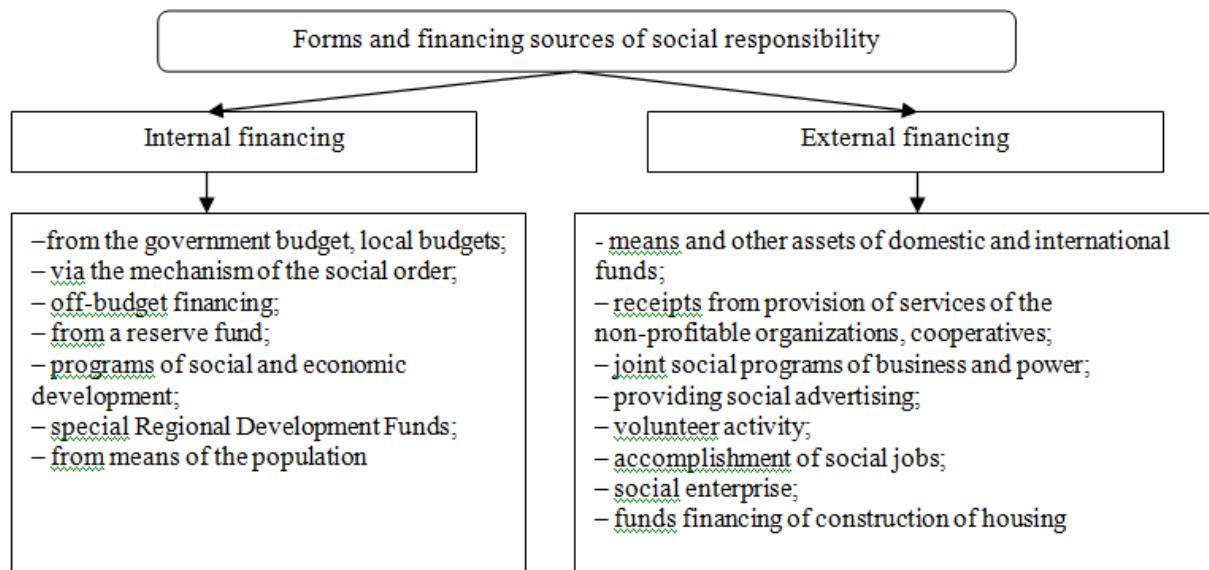 Forms and financing sources of social responsibility
Internal financing
External financing
–from the government budget, local budgets;
– via the mechanism of the social order;
– off-budget financing;
– from a reserve fund;
– programs of social and economic
development;
– special Regional Development Funds;
– from means of the population
- means and other assets of domestic and international
funds;
– receipts from provision of services of the
non-profitable organizations, cooperatives;
– joint social programs of business and power;
– providing social advertising;
– volunteer activity;
– accomplishment of social jobs;
– social enterprise;
– funds financing of construction of housing